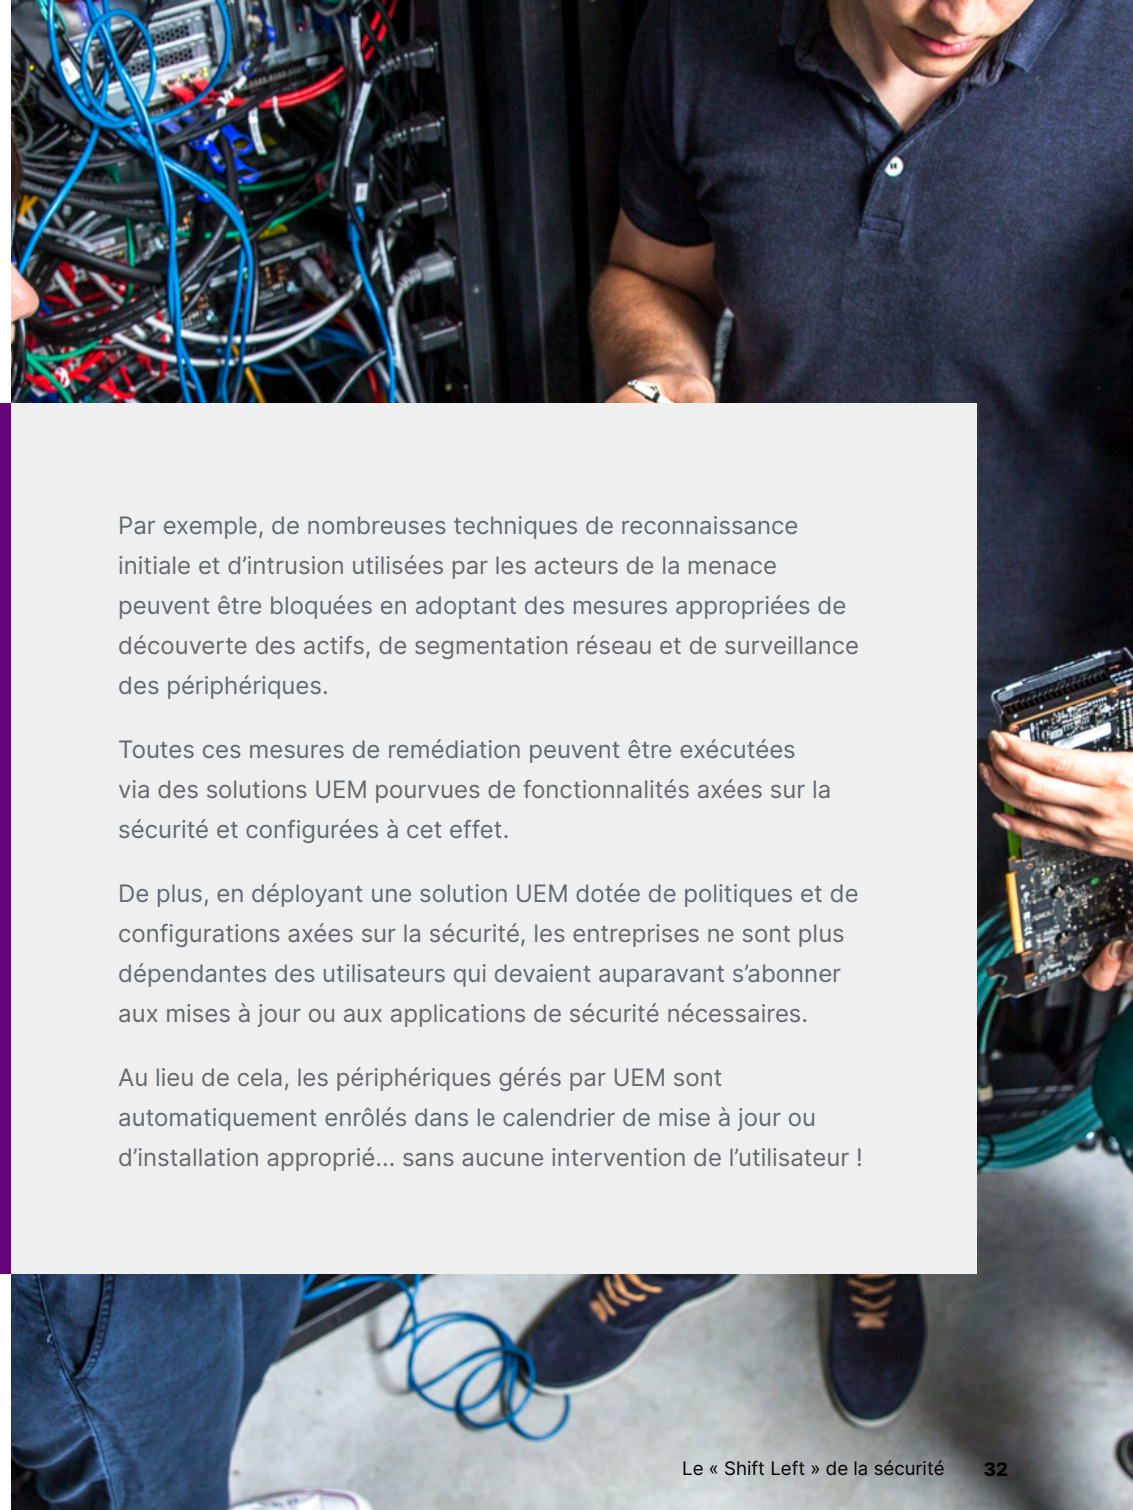 Par exemple, de nombreuses techniques de reconnaissance
initiale et d’intrusion utilisées par les acteurs de la menace
peuvent être bloquées en adoptant des mesures appropriées de
découverte des actifs, de segmentation réseau et de surveillance
des périphériques.
Toutes ces mesures de remédiation peuvent être exécutées
via des solutions UEM pourvues de fonctionnalités axées sur la
sécurité et configurées à cet effet.
De plus, en déployant une solution UEM dotée de politiques et de
configurations axées sur la sécurité, les entreprises ne sont plus
dépendantes des utilisateurs qui devaient auparavant s’abonner
aux mises à jour ou aux applications de sécurité nécessaires.
Au lieu de cela, les périphériques gérés par UEM sont
automatiquement enrôlés dans le calendrier de mise à jour ou
d’installation approprié… sans aucune intervention de l’utilisateur !
Le « Shift Left » de la sécurité 32